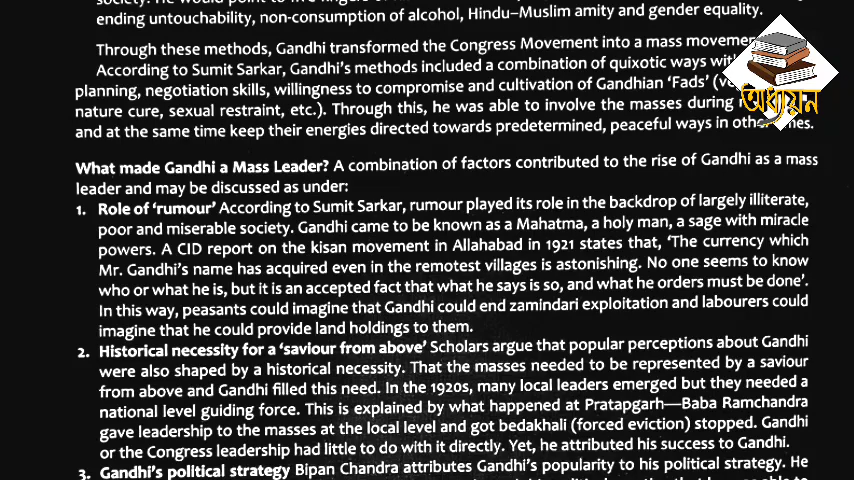 society. He would point to five fingers of
ending untouchability, non-consumption of alcohol, Hindu–Muslim amity and gender equality.
Through these methods, Gandhi transformed the Congress Movement into a mass movement
According to Sumit Sarkar, Gandhi's methods included a combination of quixotic ways with
planning, negotiation skills, willingness to compromise and cultivation of Gandhian 'Fads' (
nature cure, sexual restraint, etc.). Through this, he was able to involve the masses during
and at the same time keep their energies directed towards predetermined, peaceful ways in other times.
অধ্যয়ন
What made Gandhi a Mass Leader? A combination of factors contributed to the rise of Gandhi as a mass
leader and may be discussed as under:
1. Role of 'rumour' According to Sumit Sarkar, rumour played its role in the backdrop of largely illiterate,
poor and miserable society. Gandhi came to be known as a Mahatma, a holy man, a sage with miracle
powers. A CID report on the kisan movement in Allahabad in 1921 states that, 'The currency which
Mr. Gandhi's name has acquired even in the remotest villages is astonishing. No one seems to know
who or what he is, but it is an accepted fact that what he says is so, and what he orders must be done'.
In this way, peasants could imagine that Gandhi could end zamindari exploitation and labourers could
imagine that he could provide land holdings to them.
2. Historical necessity for a 'saviour from above' Scholars argue that popular perceptions about Gandhi
were also shaped by a historical necessity. That the masses needed to be represented by a saviour
from above and Gandhi filled this need. In the 1920s, many local leaders emerged but they needed a
national level guiding force. This is explained by what happened at Pratapgarh—Baba Ramchandra
gave leadership to the masses at the local level and got bedakhali (forced eviction) stopped. Gandhi
or the Congress leadership had little to do with it directly. Yet, he attributed his success to Gandhi.
3. Gandhi's political strategy Bipan Chandra attributes Gandhi's popularity to his political strategy. He